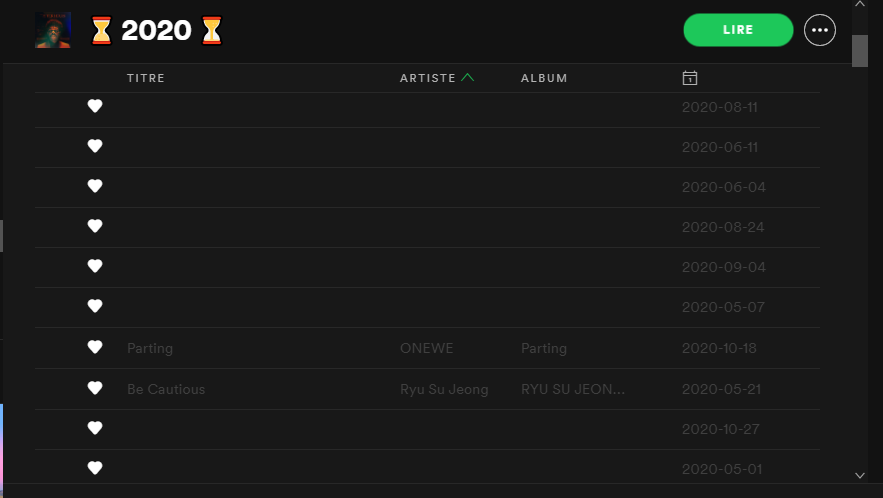 ⏳ 2020 ⏳
LIRE
TITRE ARTISTE ALBUM
2020-08-11
2020-06-11
2020-06-04
2020-08-24
2020-09-04
2020-05-07
Parting ONEWE Parting 2020-10-18
Be Cautious Ryu Su Jeong RYU SU JEON... 2020-05-21
2020-10-27
2020-05-01